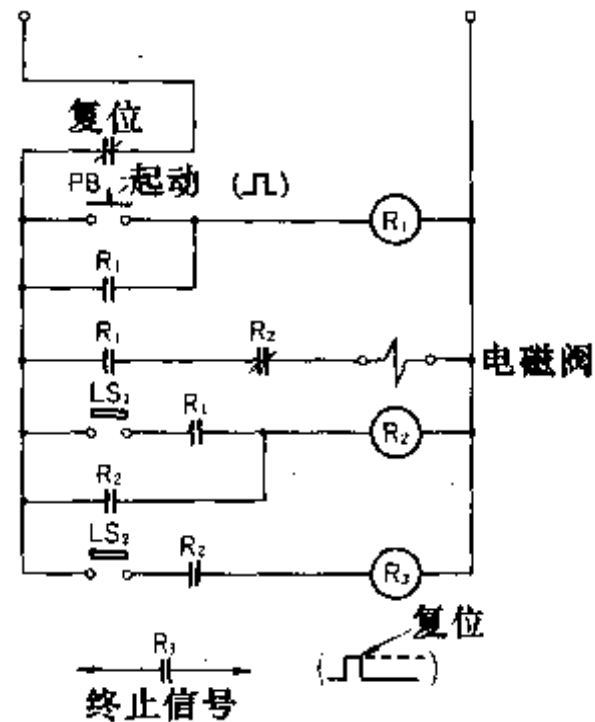 复位
PB 起动 (⎍)
R₁
R₁
R₁ R₂ 电磁阀
LS₁ R₁ R₂
R₂
LS₂ R₂ R₃
复位
R₃
终止信号